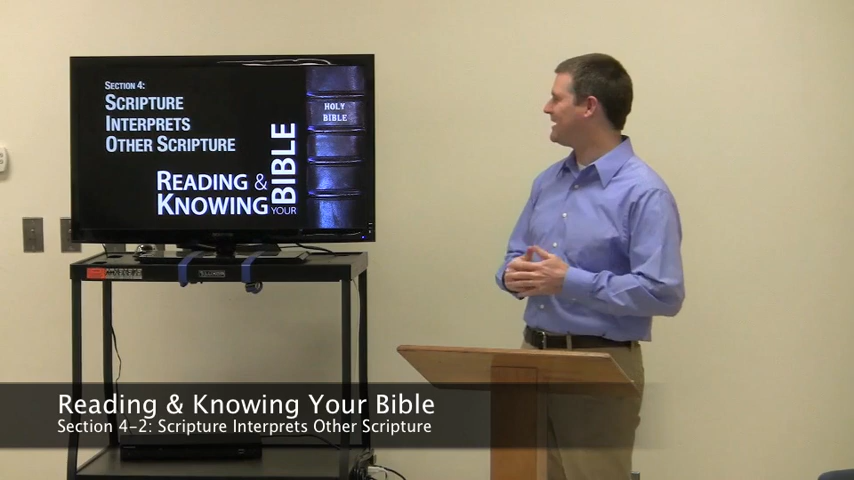 SECTION 4:
SCRIPTURE
INTERPRETS
OTHER SCRIPTURE
HOLY
BIBLE
READING &
KNOWING
YOUR
BIBLE
Reading & Knowing Your Bible
Section 4-2: Scripture Interprets Other Scripture